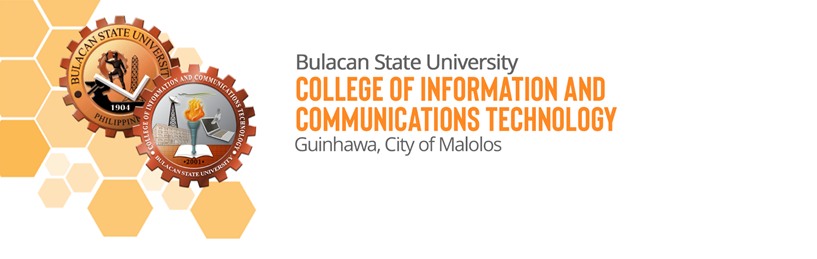 BULACAN STATE UNIVERSITY
1904
PHILIPPINES
COLLEGE OF INFORMATION AND COMMUNICATIONS TECHNOLOGY
•2001•
BULACAN STATE UNIVERSITY
Bulacan State University
COLLEGE OF INFORMATION AND
COMMUNICATIONS TECHNOLOGY
Guinhawa, City of Malolos